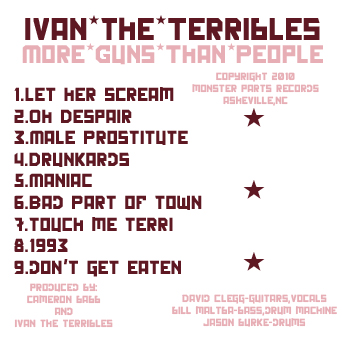 IVAN*THE*TERRIBLES
MORE*GUNS*THAN*PEOPLE
COPYRIGHT 2010
MONSTER PARTS RECORDS
ASHEVILLE,NC
1.LET HER SCREAM
2.OH DESPAIR
3.MALE PROSTITUTE
4.DRUNKARDS
5.MANIAC
6.BAD PART OF TOWN
7.TOUCH ME TERRI
8.1993
9.DON'T GET EATEN
PRODUCED BY:
CAMERON BABB
AND
IVAN THE TERRIBLES
DAVID CLEGG-GUITARS,VOCALS
BILL MALTBA-BASS,DRUM MACHINE
JASON BURKE-DRUMS